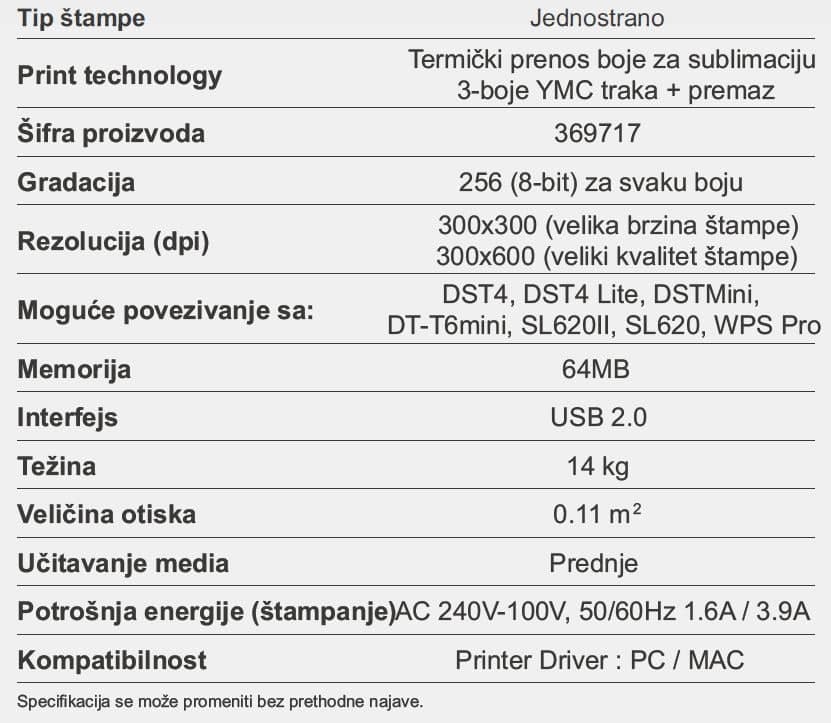 Tip štampe Jednostrano
Print technology Termički prenos boje za sublimaciju
3-boje YMC traka + premaz
Šifra proizvoda 369717
Gradacija 256 (8-bit) za svaku boju
Rezolucija (dpi) 300x300 (velika brzina štampe)
300x600 (veliki kvalitet štampe)
Moguće povezivanje sa: DST4, DST4 Lite, DSTMini,
DT-T6mini, SL620II, SL620, WPS Pro
Memorija 64MB
Interfejs USB 2.0
Težina 14 kg
Veličina otiska 0.11 m²
Učitavanje media Prednje
Potrošnja energije (štampanje) AC 240V-100V, 50/60Hz 1.6A / 3.9A
Kompatibilnost Printer Driver : PC / MAC
Specifikacija se može promeniti bez prethodne najave.